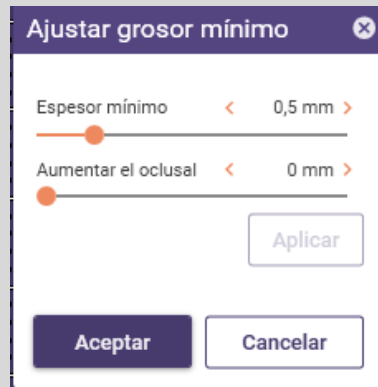 Ajustar grosor mínimo
Espesor mínimo < 0,5 mm >
Aumentar el oclusal < 0 mm >
Aplicar
Aceptar Cancelar